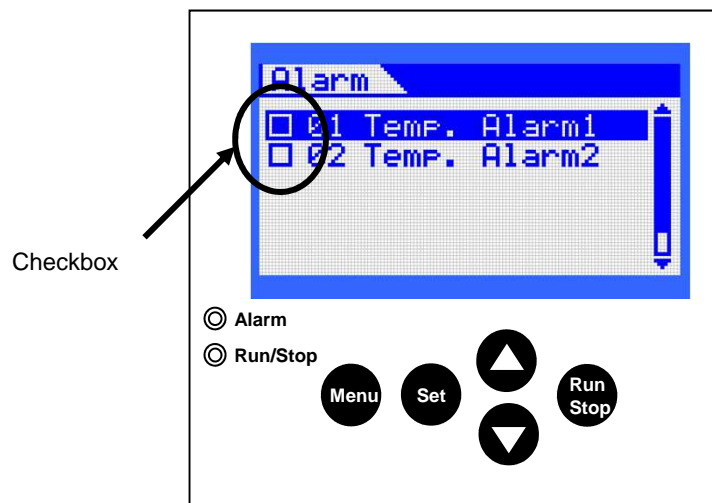 Alarm
01 Temp. Alarm1
02 Temp. Alarm2
Checkbox
Alarm
Run/Stop
Menu
Set
Run
Stop